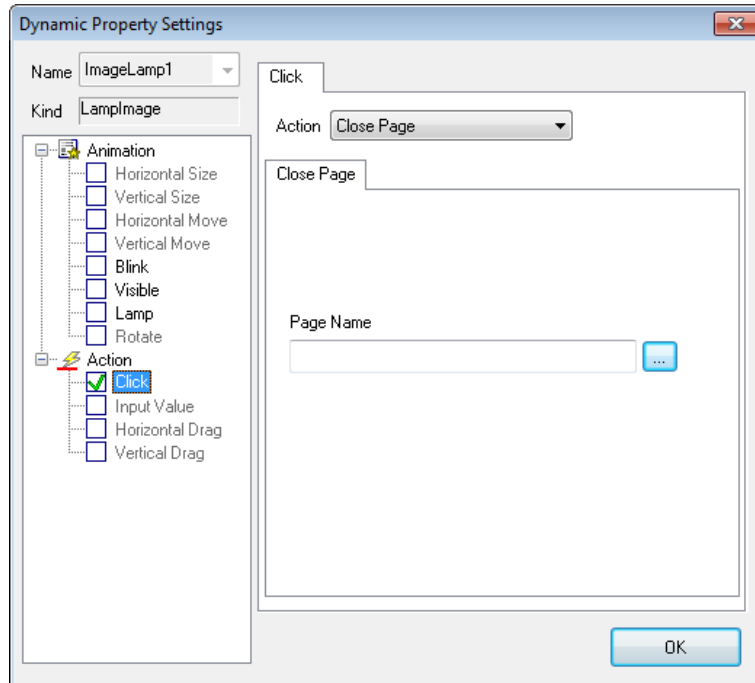 Dynamic Property Settings
Name ImageLamp1
Kind LampImage
Animation
Horizontal Size
Vertical Size
Horizontal Move
Vertical Move
Blink
Visible
Lamp
Rotate
Action
Click
Input Value
Horizontal Drag
Vertical Drag
Click
Action Close Page
Close Page
Page Name
...
OK